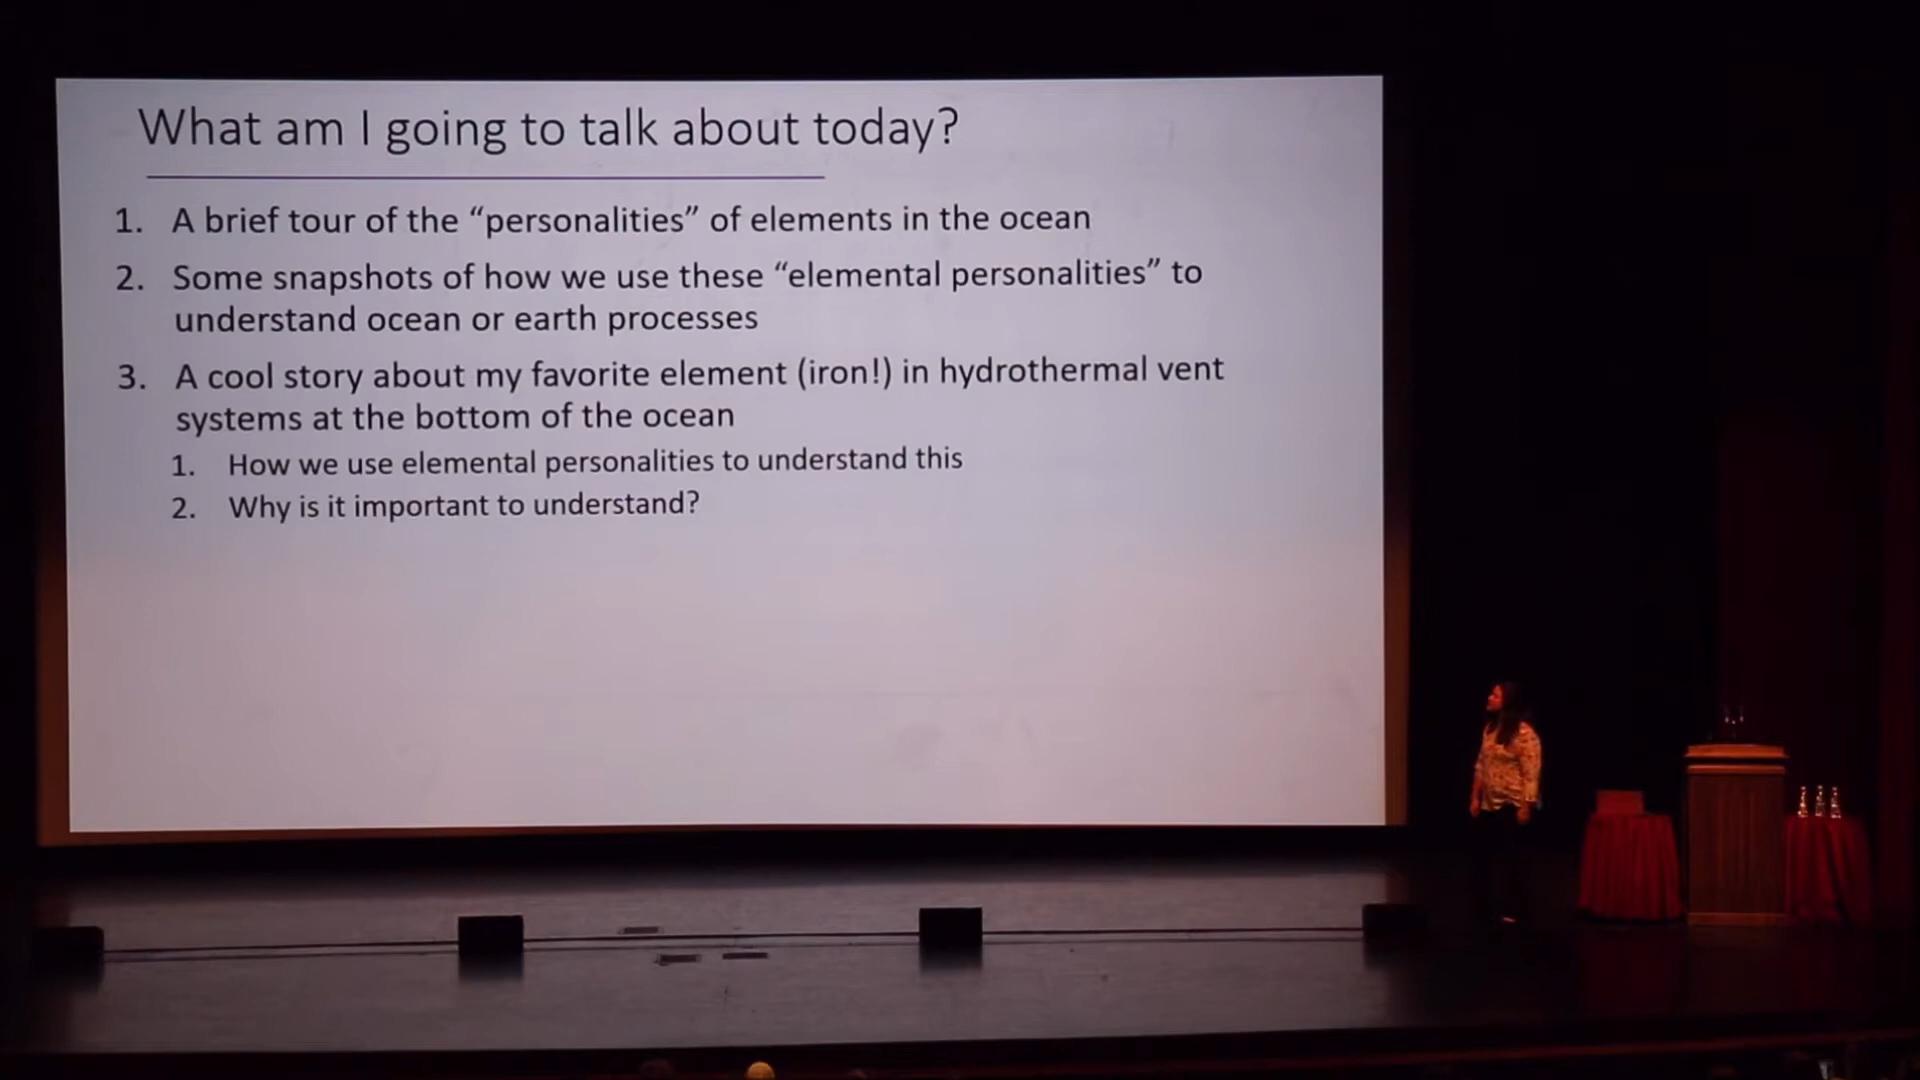 What am I going to talk about today?
1. A brief tour of the “personalities” of elements in the ocean
2. Some snapshots of how we use these “elemental personalities” to
understand ocean or earth processes
3. A cool story about my favorite element (iron!) in hydrothermal vent
systems at the bottom of the ocean
1. How we use elemental personalities to understand this
2. Why is it important to understand?